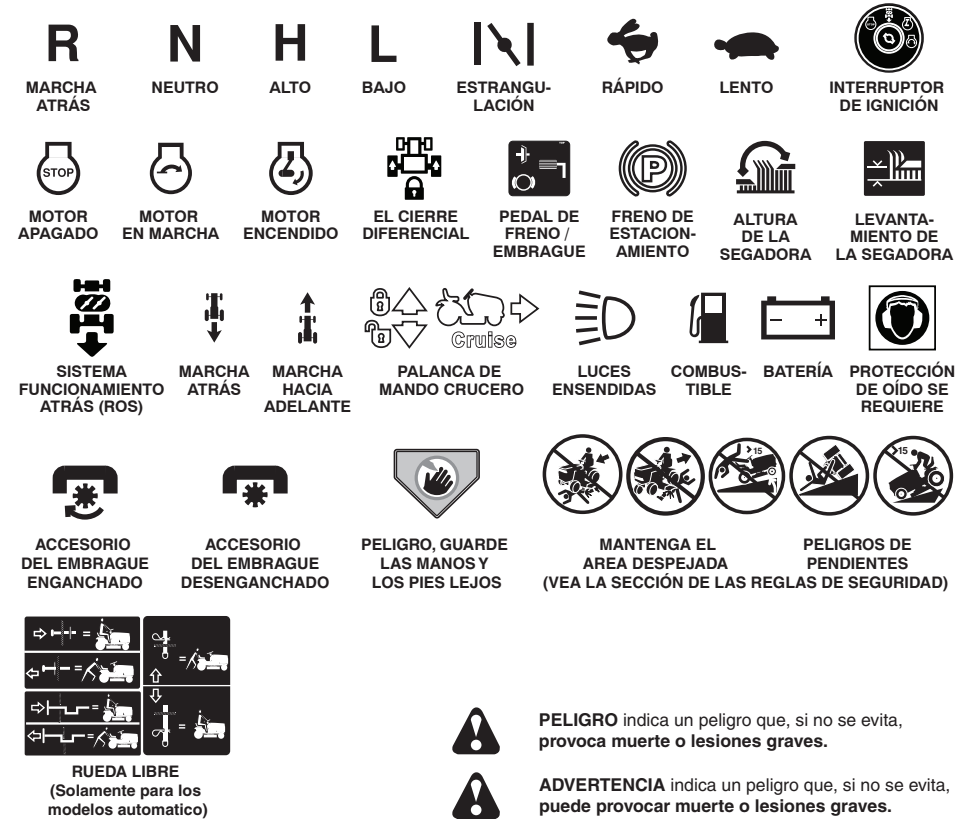 R N H L
MARCHA
ATRÁS
NEUTRO
ALTO
BAJO
ESTRANGU-
LACIÓN
RÁPIDO
LENTO
INTERRUPTOR
DE IGNICIÓN
STOP
P
MOTOR
APAGADO
MOTOR
EN MARCHA
MOTOR
ENCENDIDO
EL CIERRE
DIFERENCIAL
PEDAL DE
FRENO /
EMBRAGUE
FRENO DE
ESTACION-
AMIENTO
ALTURA
DE LA
SEGADORA
LEVANTA-
MIENTO DE
LA SEGADORA
Cruise
SISTEMA
FUNCIONAMIENTO
ATRÁS (ROS)
MARCHA
ATRÁS
MARCHA
HACIA
ADELANTE
PALANCA DE
MANDO CRUCERO
LUCES
ENSENDIDAS
COMBUS-
TIBLE
BATERÍA
PROTECCIÓN
DE OÍDO SE
REQUIERE
15
15
ACCESORIO
DEL EMBRAGUE
ENGANCHADO
ACCESORIO
DEL EMBRAGUE
DESENGANCHADO
PELIGRO, GUARDE
LAS MANOS Y
LOS PIES LEJOS
MANTENGA EL
AREA DESPEJADA
PELIGROS DE
PENDIENTES
(VEA LA SECCIÓN DE LAS REGLAS DE SEGURIDAD)
RUEDA LIBRE
(Solamente para los
modelos automatico)
PELIGRO indica un peligro que, si no se evita,
provoca muerte o lesiones graves.
ADVERTENCIA indica un peligro que, si no se evita,
puede provocar muerte o lesiones graves.